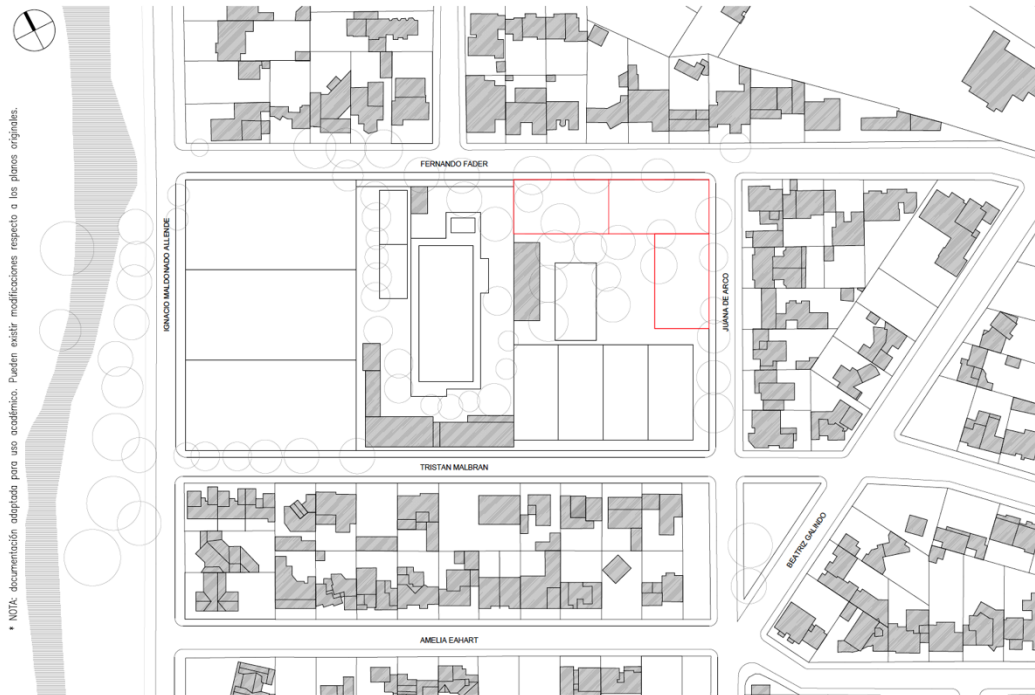 FERNANDO FADER
IGNACIO MALDONADO ALLENDE
JUANA DE ARCO
TRISTAN MALBRAN
BEATRIZ GALINDO
AMELIA EAHART
* NOTA: documentación adaptada para uso académico. Pueden existir modificaciones respecto a los planos originales.